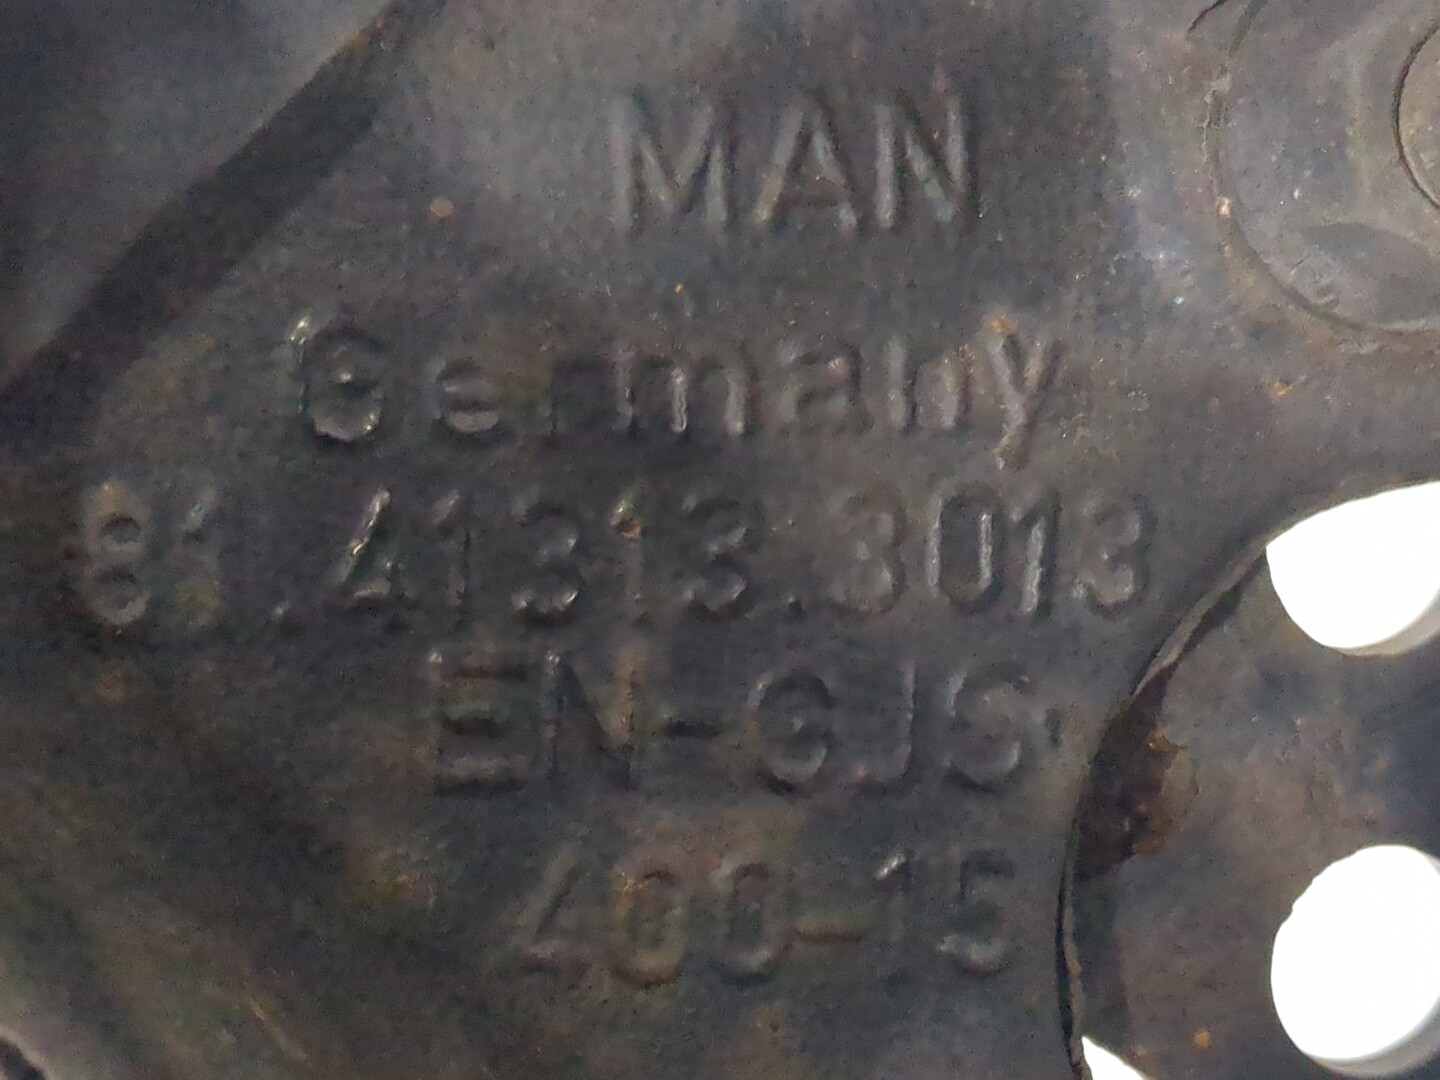 MAN
Germany
81.41313.3013
EN-GJS-
400-15